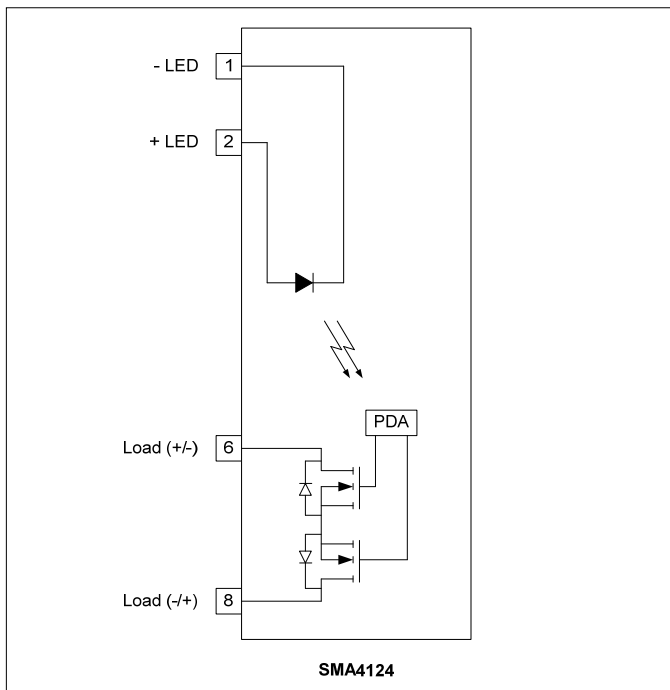 - LED 1
+ LED 2
PDA
Load (+/-) 6
Load (-/+) 8
SMA4124